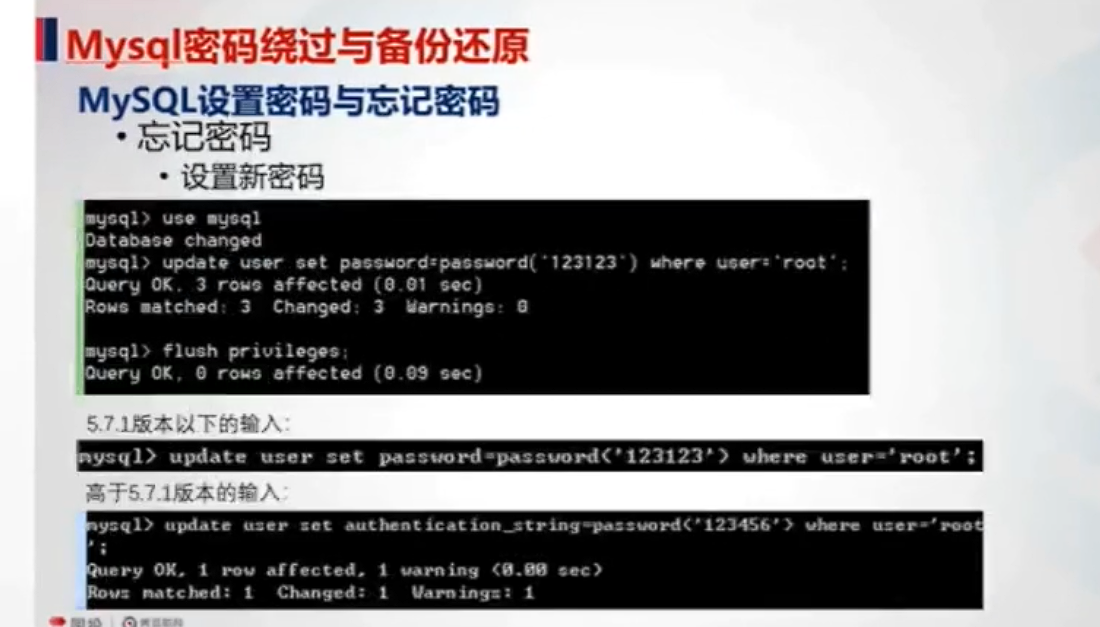 Mysql密码绕过与备份还原
MySQL设置密码与忘记密码
• 忘记密码
• 设置新密码
mysql> use mysql
Database changed
mysql> update user set password=password('123123') where user='root';
Query OK, 3 rows affected (0.01 sec)
Rows matched: 3  Changed: 3  Warnings: 0
mysql> flush privileges;
Query OK, 0 rows affected (0.09 sec)
5.7.1版本以下的输入：
mysql> update user set password=password('123123') where user='root';
高于5.7.1版本的输入：
mysql> update user set authentication_string=password('123456') where user='root
';
Query OK, 1 row affected, 1 warning (0.00 sec)
Rows matched: 1  Changed: 1  Warnings: 1